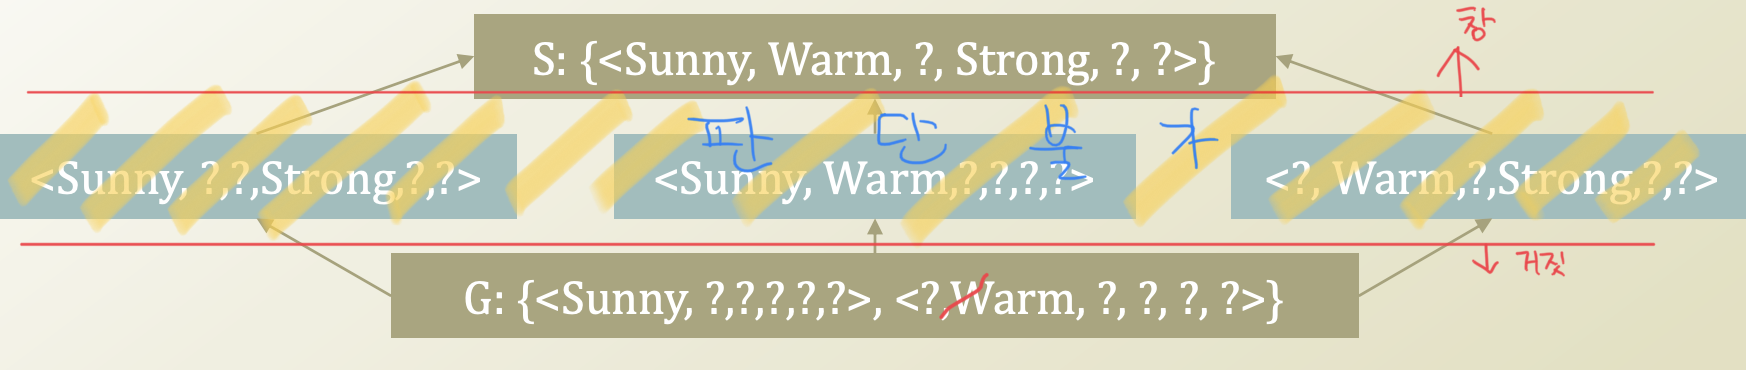 S: {<Sunny, Warm, ?, Strong, ?, ?>}
참
판단불가
<Sunny, ?,?,Strong,?,?>
<Sunny, Warm,?,?,?,?>
<?, Warm,?,Strong,?,?>
거짓
G: {<Sunny, ?,?,?,?,?>, <?,Warm, ?, ?, ?, ?>}